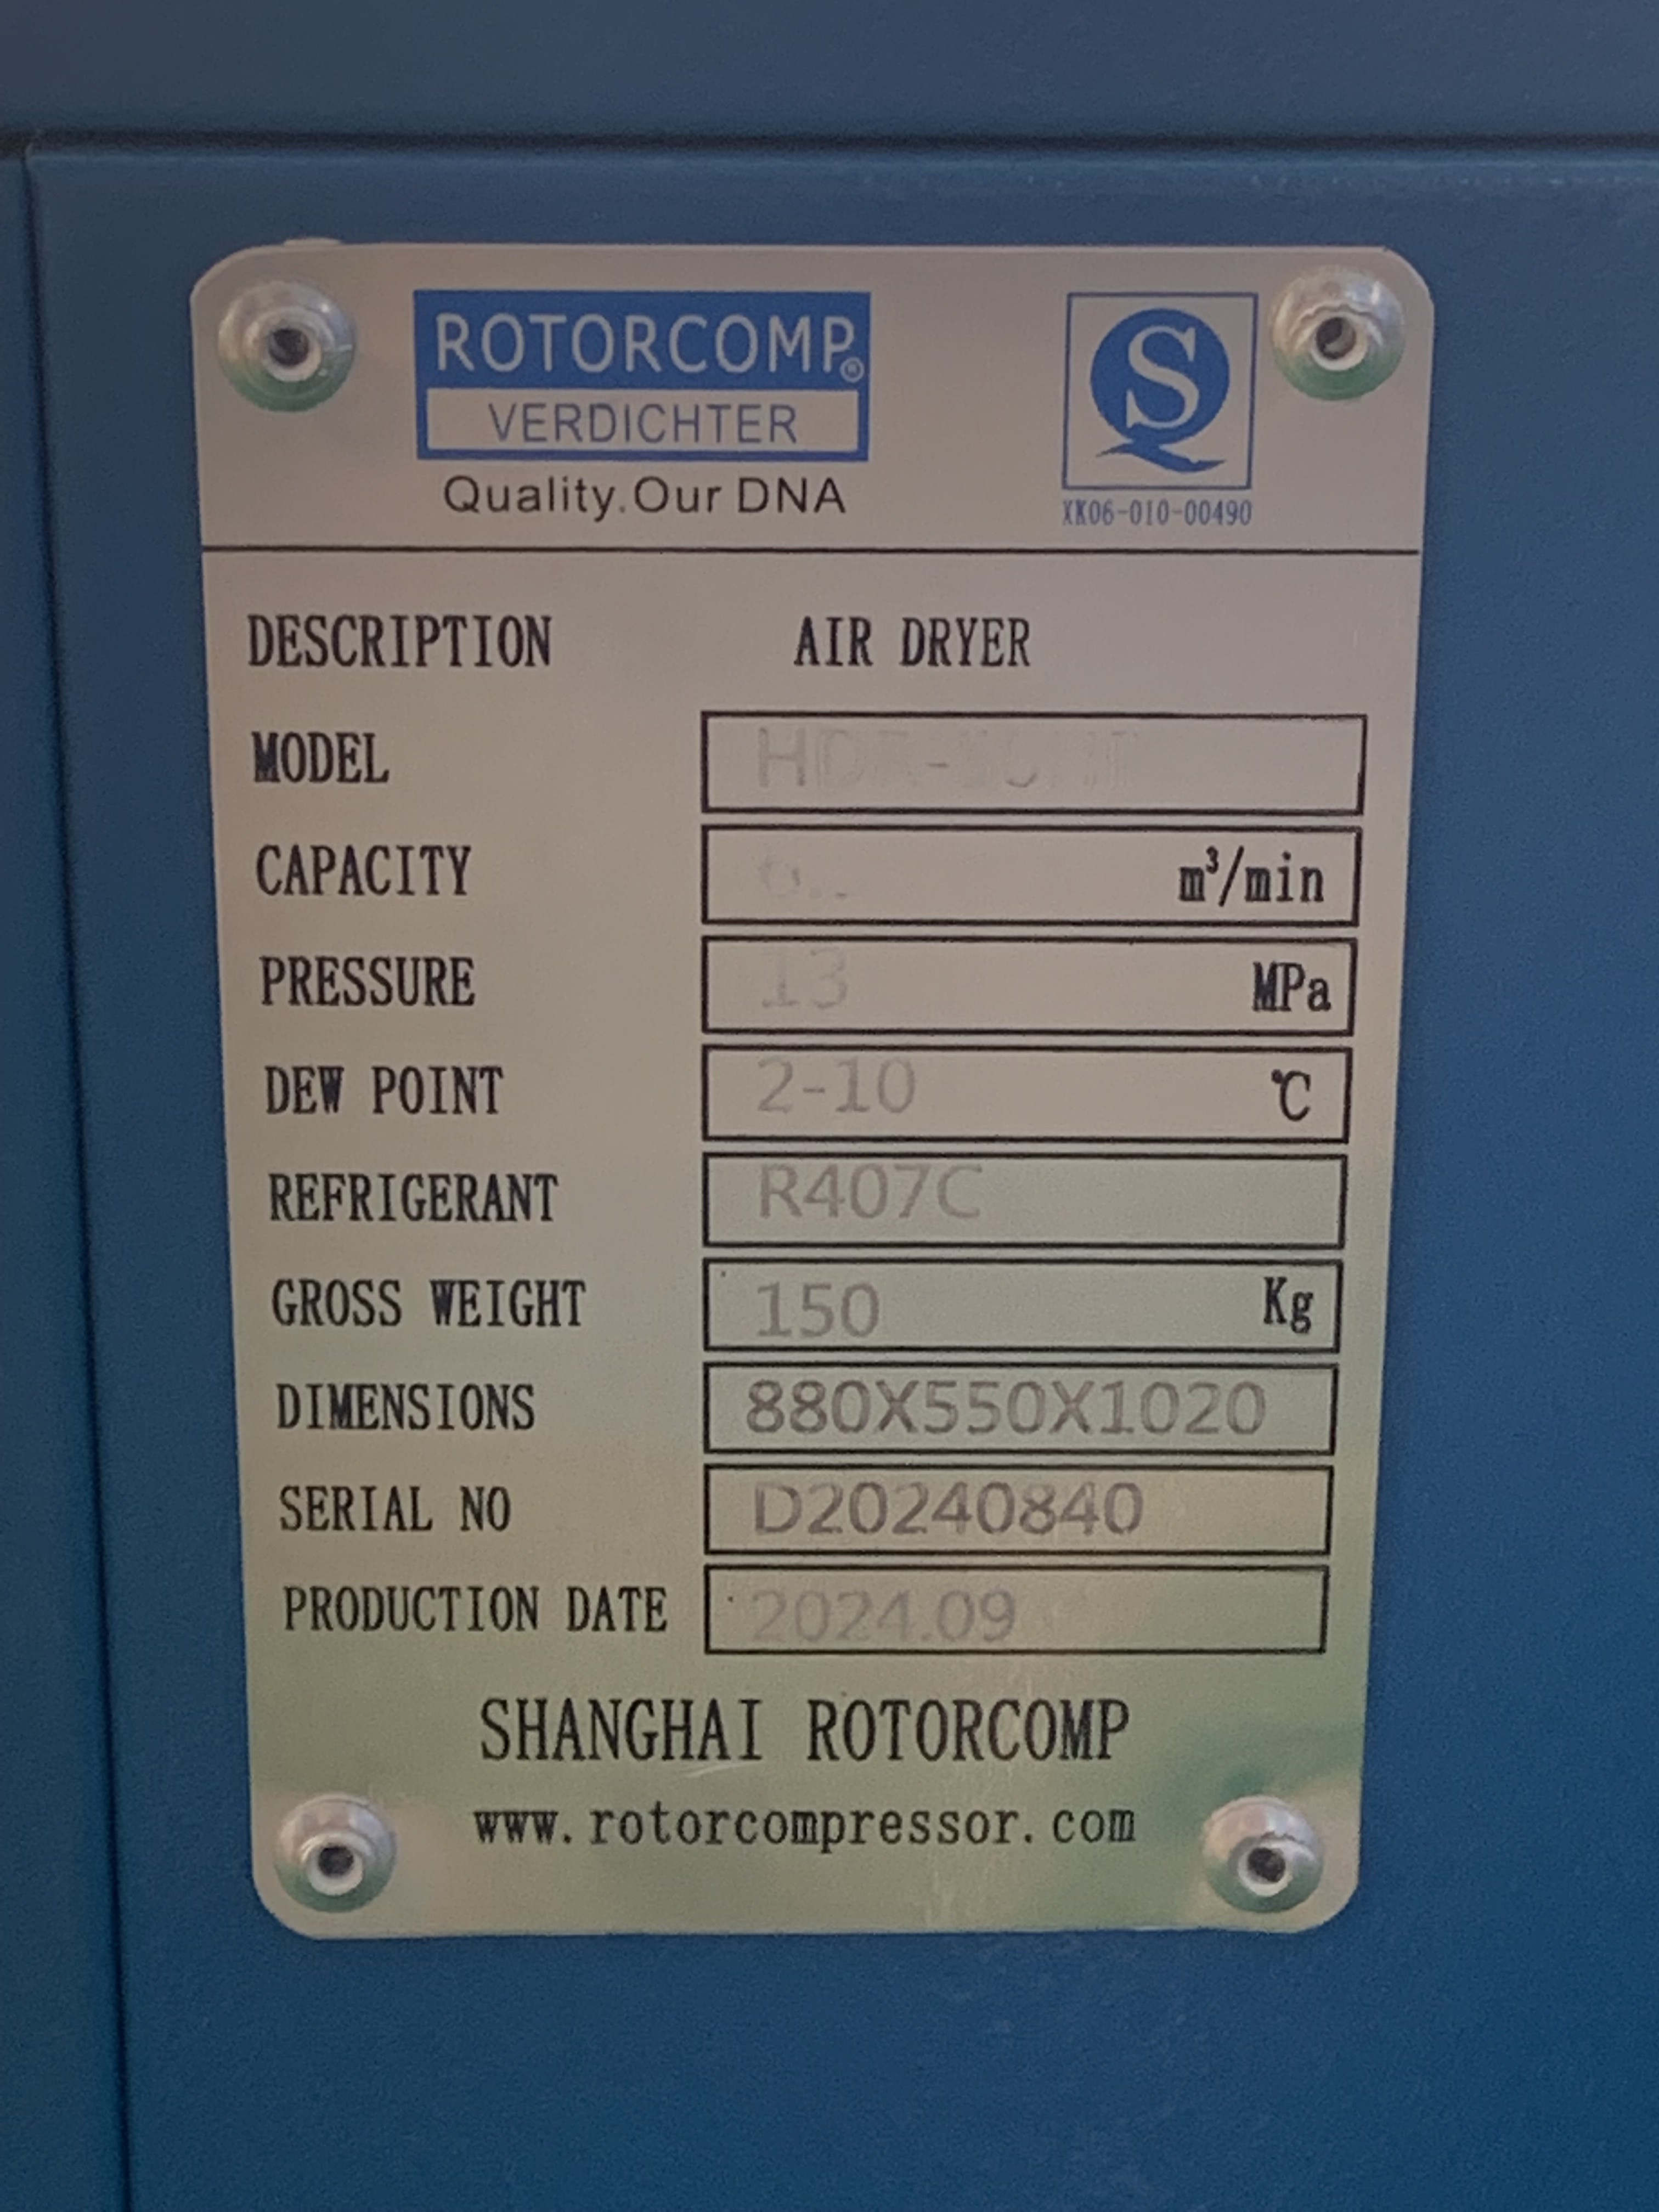 ROTORCOMP®
VERDICHTER
Quality.Our DNA
SQ
XK06-010-00490
DESCRIPTION AIR DRYER
MODEL
CAPACITY m³/min
PRESSURE 13 MPa
DEW POINT 2-10 ℃
REFRIGERANT R407C
GROSS WEIGHT 150 Kg
DIMENSIONS 880X550X1020
SERIAL NO D20240840
PRODUCTION DATE 2024.09
SHANGHAI ROTORCOMP
www.rotorcompressor.com